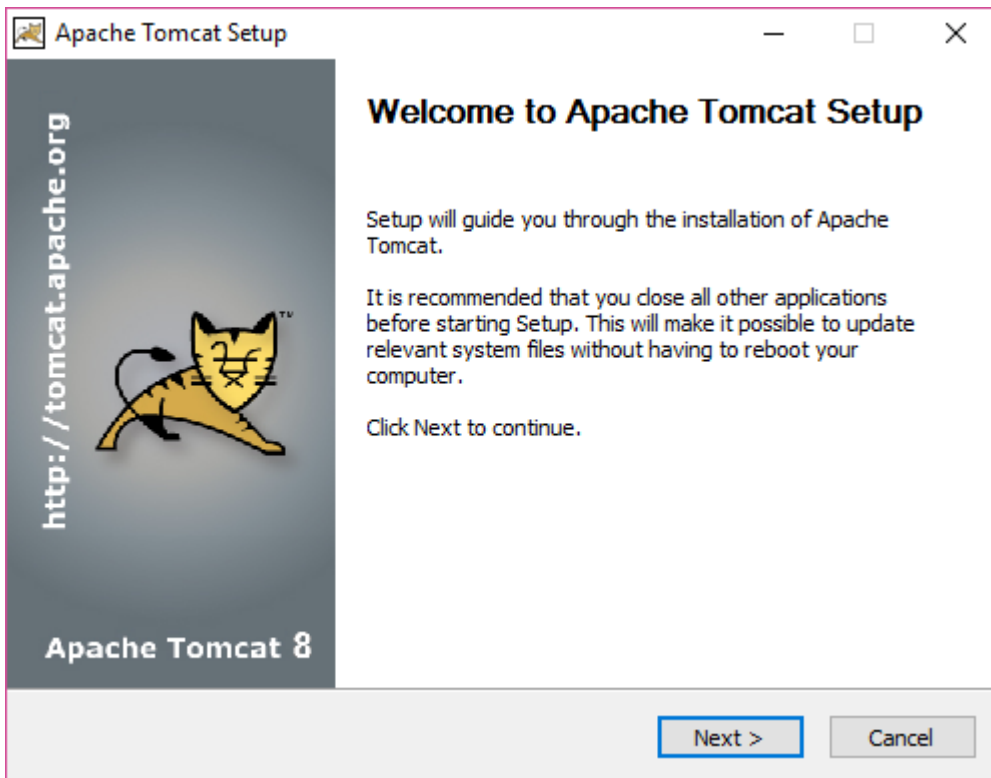 Apache Tomcat Setup
http://tomcat.apache.org
Apache Tomcat 8
Welcome to Apache Tomcat Setup
Setup will guide you through the installation of Apache
Tomcat.
It is recommended that you close all other applications
before starting Setup. This will make it possible to update
relevant system files without having to reboot your
computer.
Click Next to continue.
TM
Next >
Cancel